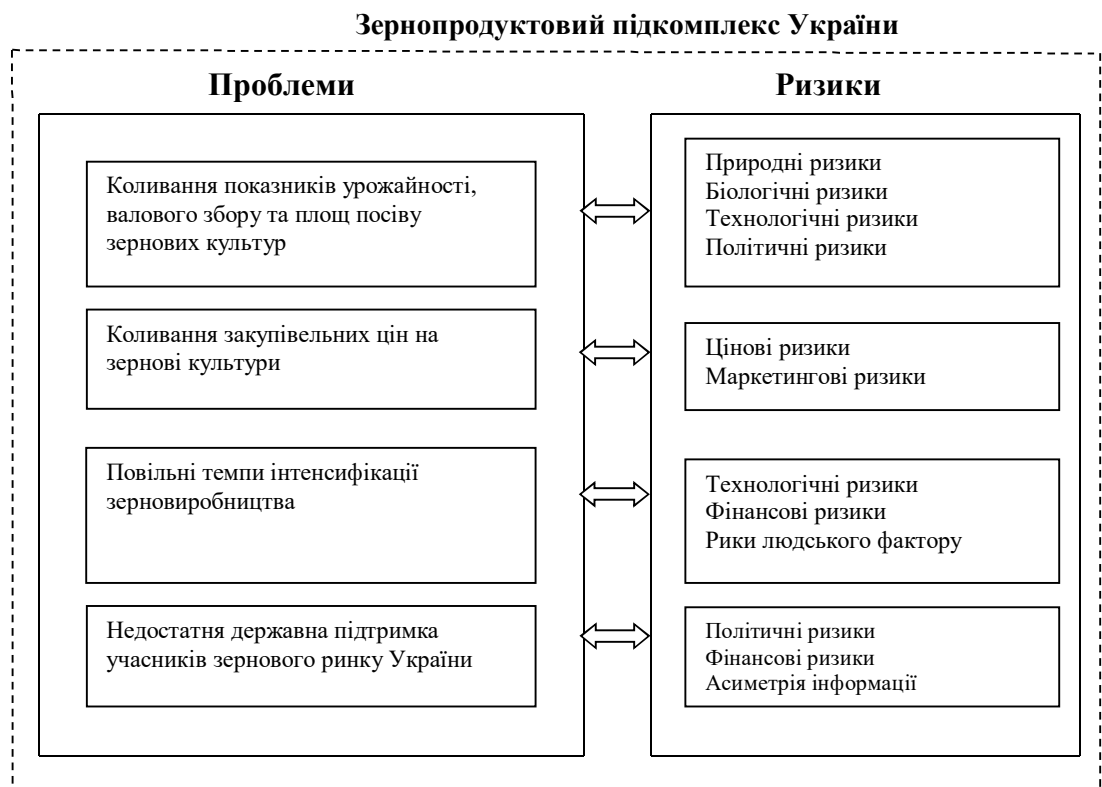 Зернопродуктовий підкомплекс України
Проблеми
Ризики
Коливання показників урожайності,
валового збору та площ посіву
зернових культур
Природні ризики
Біологічні ризики
Технологічні ризики
Політичні ризики
Коливання закупівельних цін на
зернові культури
Цінові ризики
Маркетингові ризики
Повільні темпи інтенсифікації
зерновиробництва
Технологічні ризики
Фінансові ризики
Рики людського фактору
Недостатня державна підтримка
учасників зернового ринку України
Політичні ризики
Фінансові ризики
Асиметрія інформації